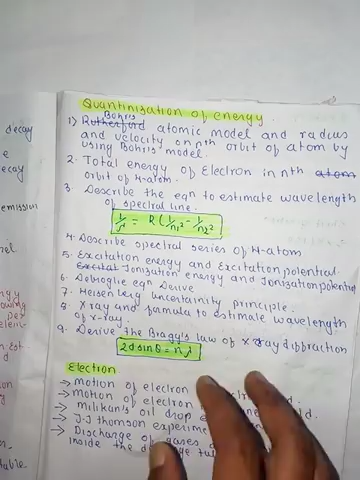 Quantinization of energy
Bohris
1) Rutherford atomic model and radius
and velocity on nth orbit of atom by
using Bohris model.
2. Total energy of Electron in nth atom
orbit of H-atom.
3. Describe the eqn to estimate wavelength
of spectral line.
1/λ = R(1/n1² - 1/n2²
4. Describe spectral series of H-atom
5. Excitation energy and Excitation potential.
Excitat Ionization energy and Ionization potential
6. Debroglie eqn Derive
7. Heisenberg uncertainity principle.
8. X ray and formula to estimate wavelength
of x-ray.
9. Derive the Bragg's law of x ray diffraction
2d sin θ = nλ
Electron
→ motion of electron
→ motion of electron
→ milikan's oil drop
→ J.J thomson experime
→ Discharge of gases
inside the
decay
e
ecay
emission